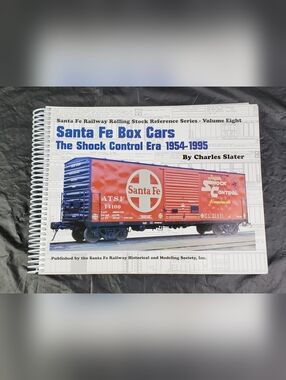 Santa Fe Railway Rolling Stock Reference Series - Volume Eight
Santa Fe Box Cars
The Shock Control Era 1954-1995
By Charles Slater
Santa Fe
SHOCK
CONTROL
ATSF
Published by the Santa Fe Railway Historical and Modeling Society, Inc.